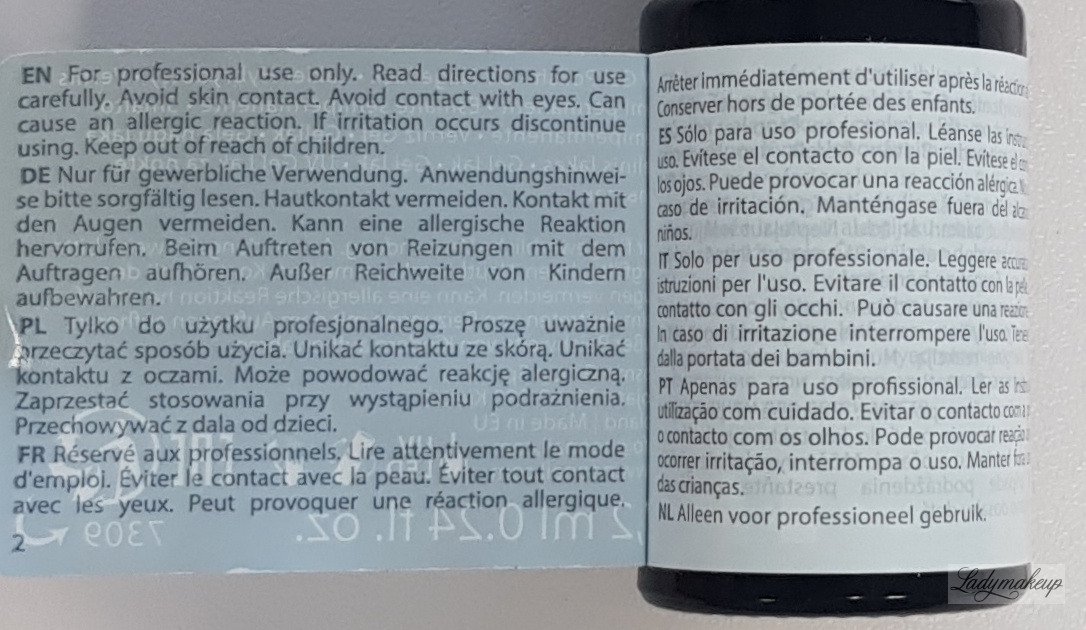 EN For professional use only. Read directions for use
carefully. Avoid skin contact. Avoid contact with eyes. Can
cause an allergic reaction. If irritation occurs discontinue
using. Keep out of reach of children.
DE Nur für gewerbliche Verwendung. Anwendungshinwei-
se bitte sorgfältig lesen. Hautkontakt vermeiden. Kontakt mit
den Augen vermeiden. Kann eine allergische Reaktion
hervorrufen. Beim Auftreten von Reizungen mit dem
Auftragen aufhören. Außer Reichweite von Kindern
aufbewahren.
PL Tylko do użytku profesjonalnego. Proszę uważnie
przeczytać sposób użycia. Unikać kontaktu ze skórą. Unikać
kontaktu z oczami. Może powodować reakcję alergiczną.
Zaprzestać stosowania przy wystąpieniu podrażnienia.
Przechowywać z dala od dzieci.
FR Réservé aux professionnels. Lire attentivement le mode
d'emploi. Éviter le contact avec la peau. Éviter tout contact
avec les yeux. Peut provoquer une réaction allergique.
2
Arrêter immédiatement d'utiliser après la
Conserver hors de portée des enfants.
ES Sólo para uso profesional. Léanse las
uso. Evítese el contacto con la piel. Evítese el
los ojos. Puede provocar una reacción alérgica.
caso de irritación. Manténgase fuera del
niños.
IT Solo per uso professionale. Leggere
istruzioni per l'uso. Evitare il contatto con la
contatto con gli occhi. Può causare una
In caso di irritazione interrompere l'uso.
dalla portata dei bambini.
PT Apenas para uso profissional. Ler as
utilização com cuidado. Evitar o contacto com a
o contacto com os olhos. Pode provocar
ocorrer irritação, interrompa o uso. Manter
das crianças.
NL Alleen voor professioneel gebruik.
Ladymakeup